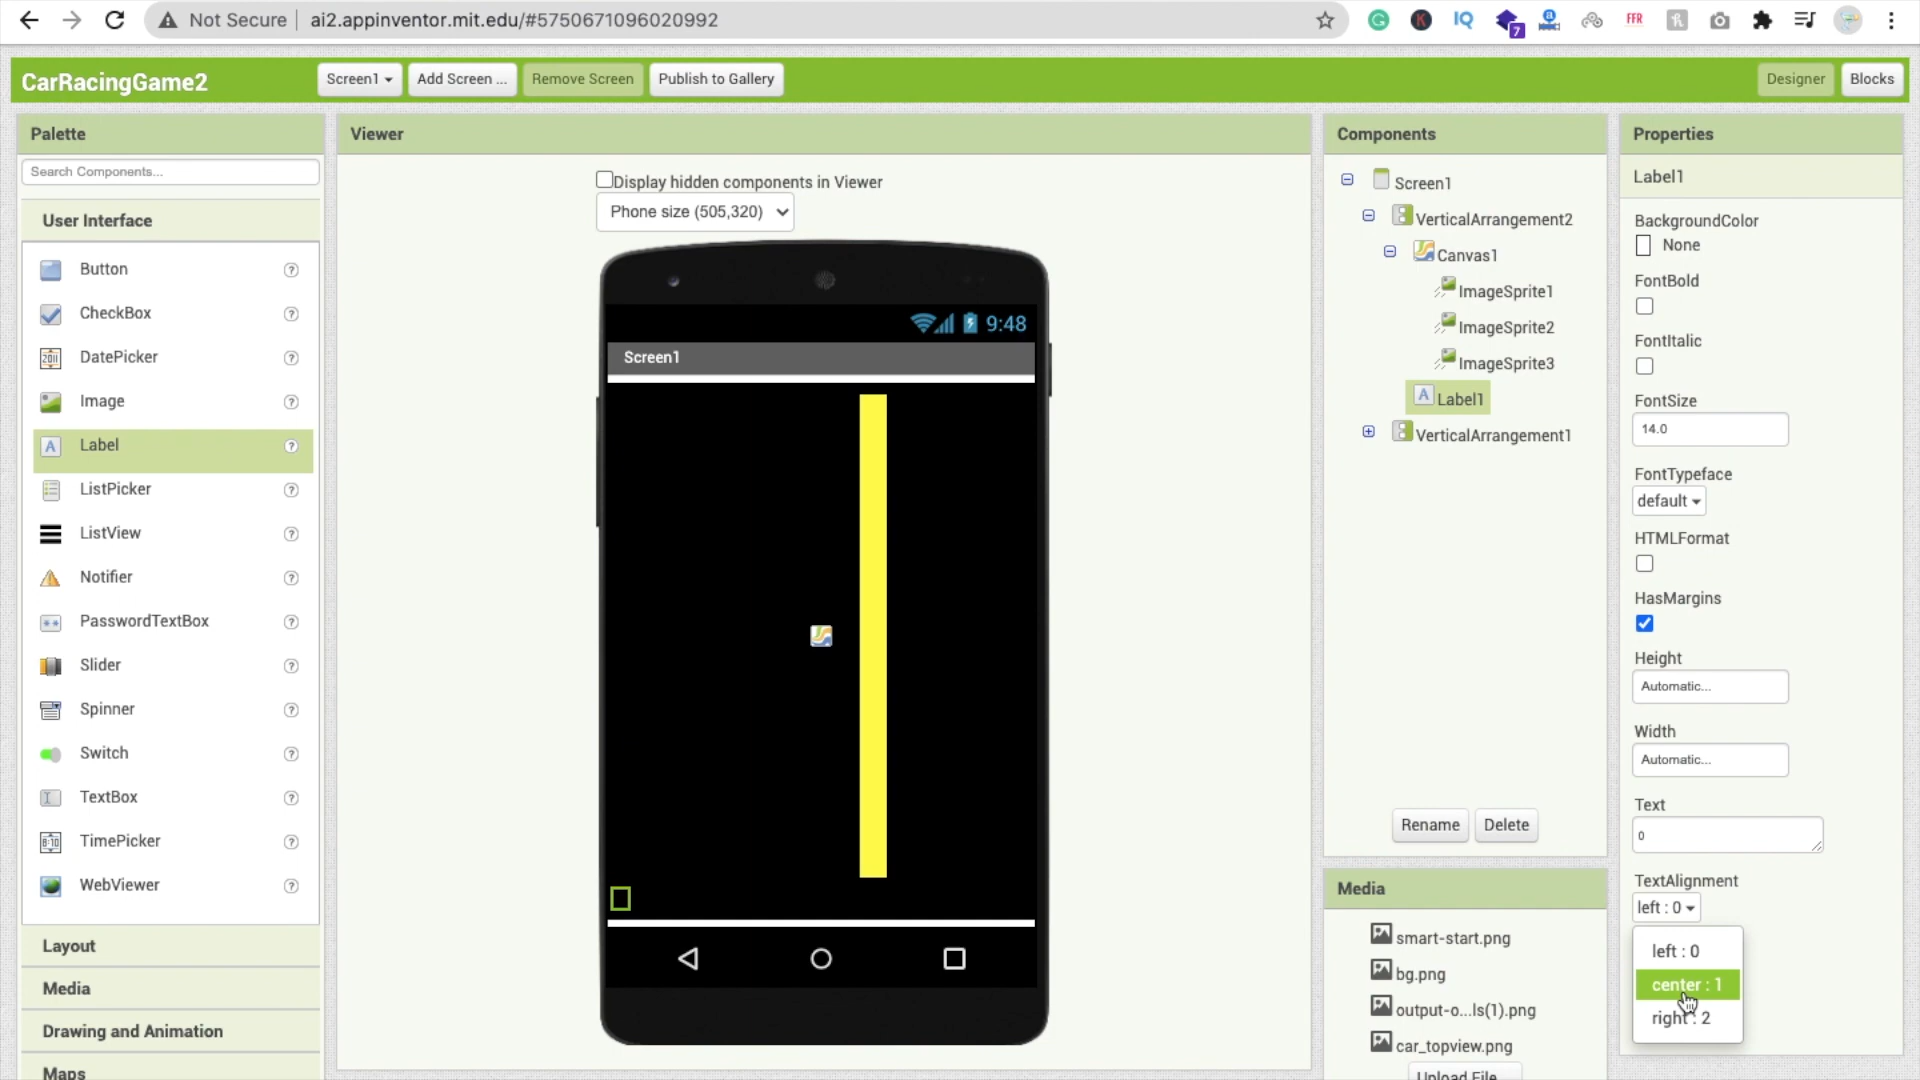 Not Secure
ai2.appinventor.mit.edu/#5750671096020992
G
K
IQ
7
a
FFR
CarRacingGame2
Screen1
Add Screen ...
Remove Screen
Publish to Gallery
Designer
Blocks
Palette
Search Components...
User Interface
Button
?
CheckBox
?
DatePicker
?
Image
?
A
Label
?
ListPicker
?
ListView
?
Notifier
?
PasswordTextBox
?
Slider
?
Spinner
?
Switch
?
TextBox
?
TimePicker
?
WebViewer
?
Layout
Media
Drawing and Animation
Maps
Viewer
Display hidden components in Viewer
Phone size (505,320)
9:48
Screen1
Components
Screen1
VerticalArrangement2
Canvas1
ImageSprite1
ImageSprite2
ImageSprite3
A
Label1
VerticalArrangement1
Rename
Delete
Media
smart-start.png
bg.png
output-o...ls(1).png
car_topview.png
Upload File
Properties
Label1
BackgroundColor
None
FontBold
FontItalic
FontSize
14.0
FontTypeface
default
HTMLFormat
HasMargins
Height
Automatic...
Width
Automatic...
Text
0
TextAlignment
left : 0
left : 0
center : 1
right : 2